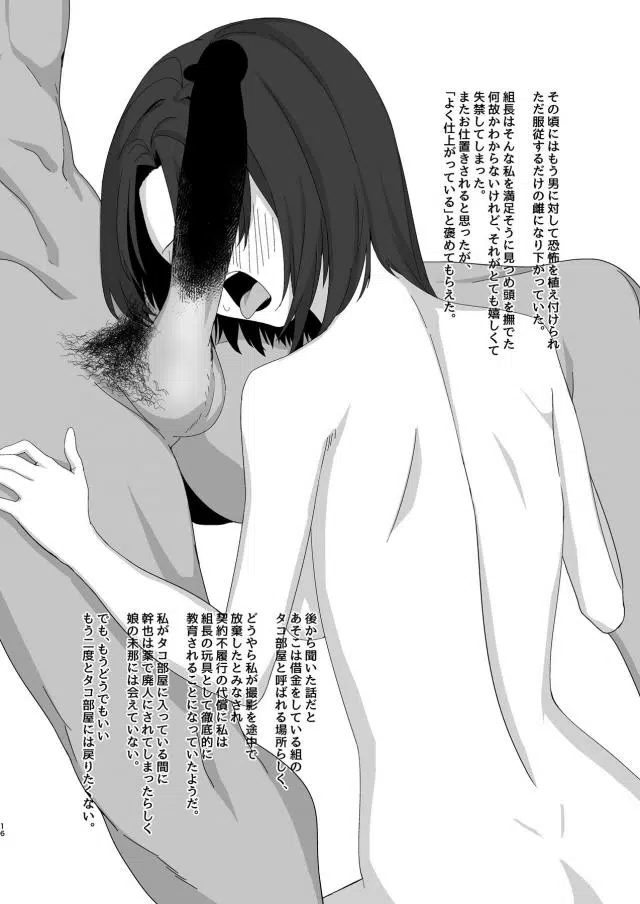 その頃にはもう男に対して恐怖を植え付けられ
ただ服従するだけの雌になり下がっていた。
組長はそんな私を満足そうに見つめ頭を撫でた
何故かわからないけれど、それがとても嬉しくて
失禁してしまった。
またお仕置きされると思ったが、
「よく仕上がっている」と褒めてもらえた。
後から聞いた話だと
あそこは借金をしている組の
タコ部屋と呼ばれる場所らしく、
どうやら私が撮影を途中で
放棄したとみなされ
契約不履行の代償に私は
組長の玩具として徹底的に
教育されることになっていたようだ。
私がタコ部屋に入っている間に
幹也は薬で廃人にされてしまったらしく
娘の未那には会えていない。
でも、もうどうでもいい
もう二度とタコ部屋には戻りたくない。
16